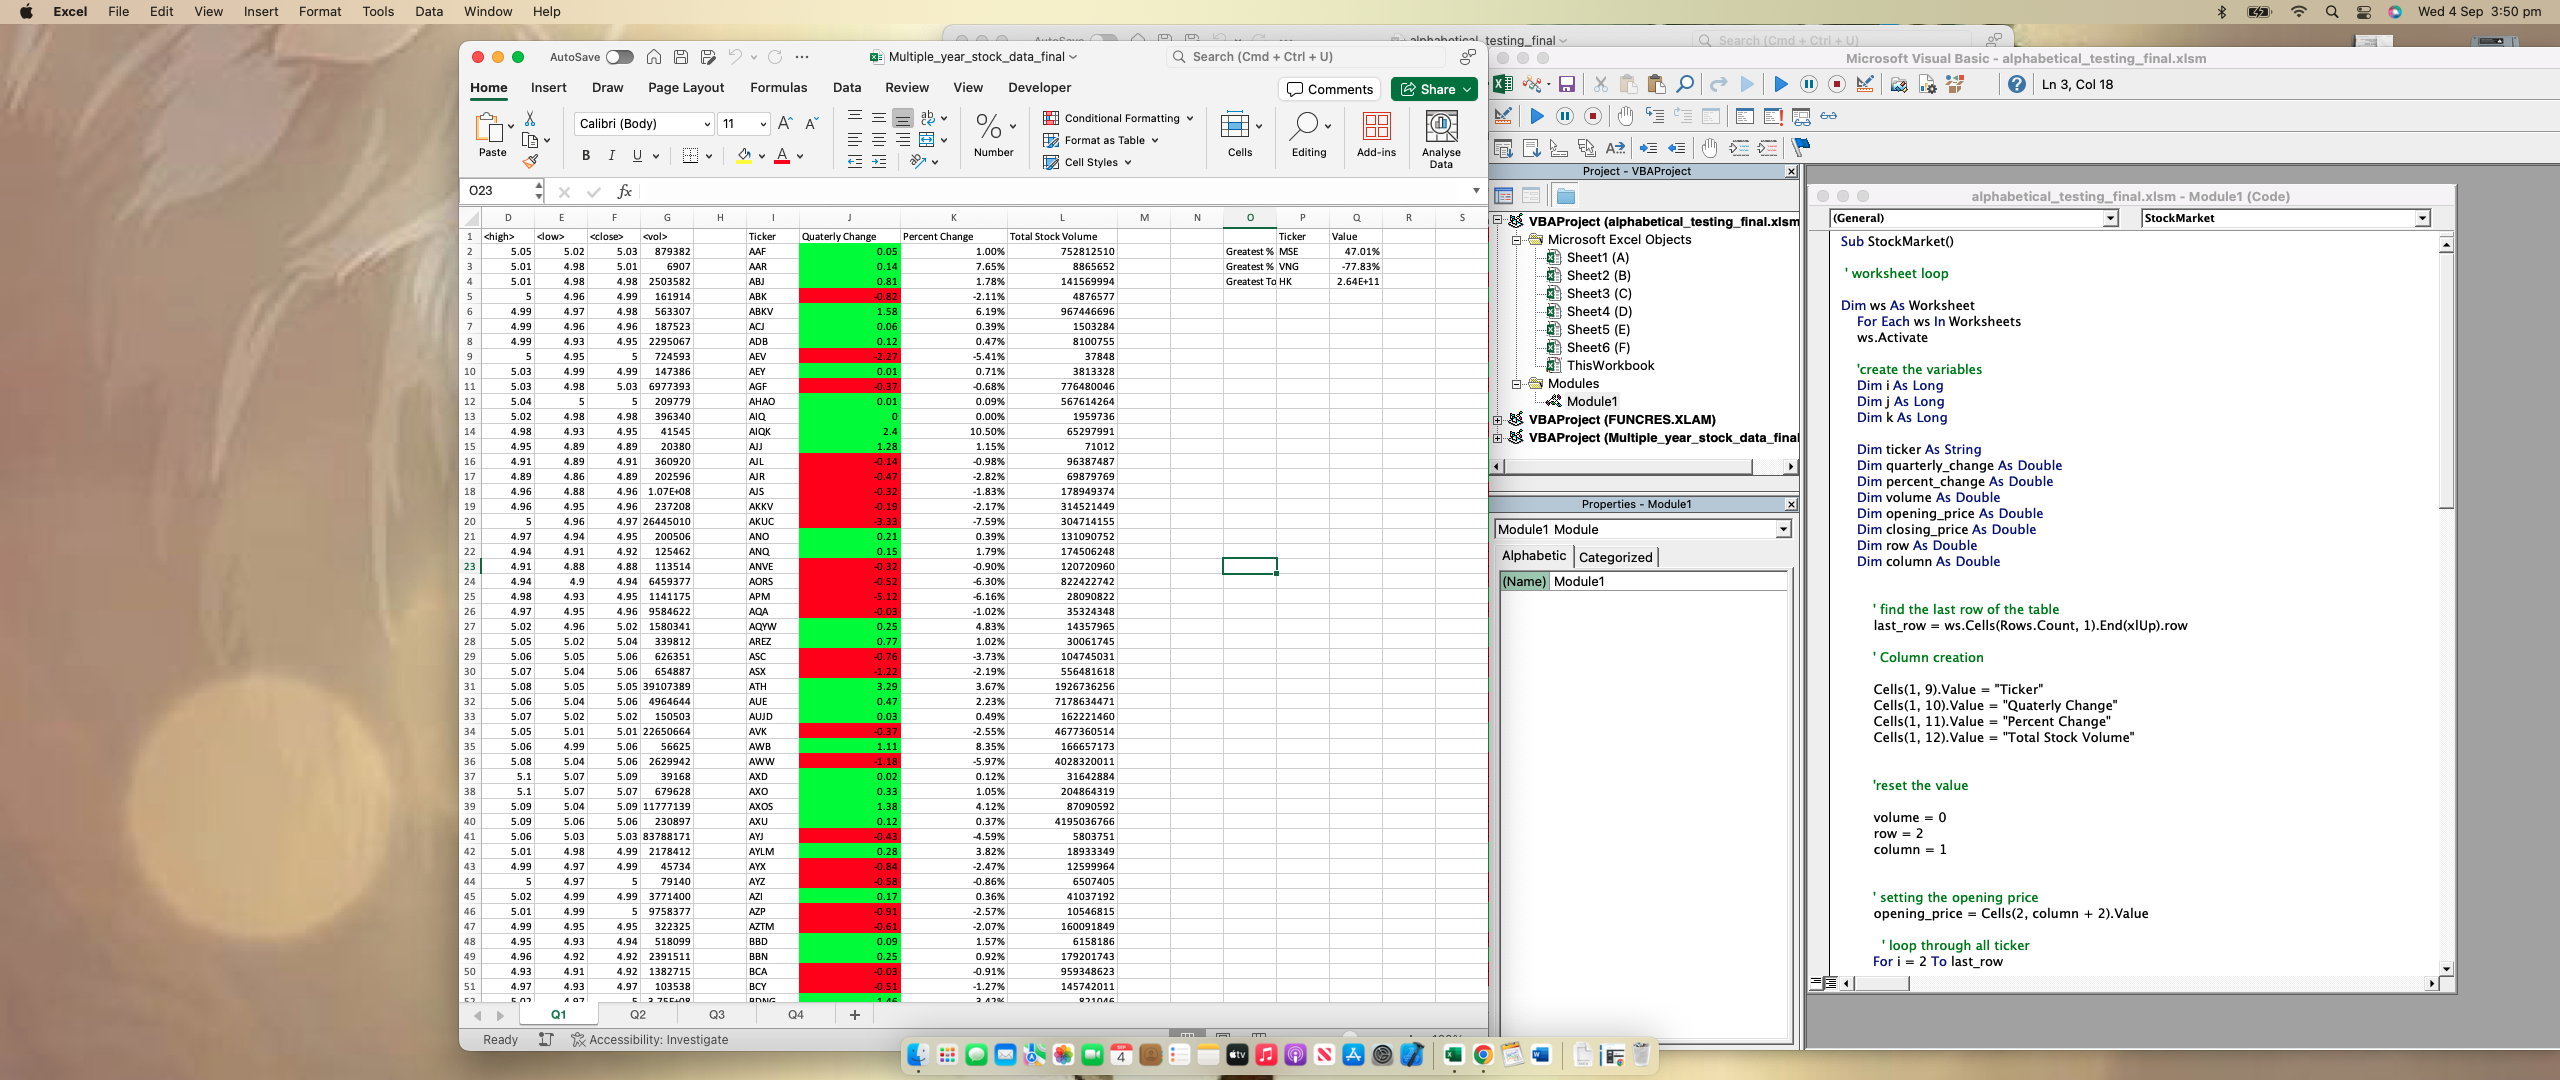 Excel File Edit View Insert Format Tools Data Window Help Wed 4 Sep 3:50 pm
alphabetical_testing_final Search (Cmd + Ctrl + U)
AutoSave Multiple_year_stock_data_final Search (Cmd + Ctrl + U)
Home Insert Draw Page Layout Formulas Data Review View Developer Comments Share
Paste Calibri (Body) 11 Number Conditional Formatting Format as Table Cell Styles Cells Editing Add-ins Analyse Data
B I U A
O23 fx
D E F G H I J K L M N O P Q R S
1 <high> <low> <close> <vol> Ticker Quaterly Change Percent Change Total Stock Volume Ticker Value
2 5.05 5.02 5.03 879382 AAF 0.05 1.00% 752812510 Greatest % MSE 47.01%
3 5.01 4.98 5.01 6907 AAR 0.14 7.65% 8865652 Greatest % VNG -77.83%
4 5.01 4.98 4.98 2503582 ABJ 0.81 1.78% 141569994 Greatest To HK 2.64E+11
5 5 4.96 4.99 161914 ABK -0.82 -2.11% 4876577
6 4.99 4.97 4.98 563307 ABKV 1.58 6.19% 967446696
7 4.99 4.96 4.96 187523 ACJ 0.06 0.39% 1503284
8 4.99 4.93 4.95 2295067 ADB 0.12 0.47% 8100755
9 5 4.95 5 724593 AEV -2.27 -5.41% 37848
10 5.03 4.99 4.99 147386 AEY 0.01 0.71% 3813328
11 5.03 4.98 5.03 6977393 AGF -0.37 -0.68% 776480046
12 5.04 5 5 209779 AHAO 0.01 0.09% 567614264
13 5.02 4.98 4.98 396340 AIQ 0 0.00% 1959736
14 4.98 4.93 4.95 41545 AIQK 2.4 10.50% 65297991
15 4.95 4.89 4.89 20380 AJJ 1.28 1.15% 71012
16 4.91 4.89 4.91 360920 AJL -0.14 -0.98% 96387487
17 4.89 4.86 4.89 202596 AJR -0.47 -2.82% 69879769
18 4.96 4.88 4.96 1.07E+08 AJS -0.32 -1.83% 178949374
19 4.96 4.95 4.96 237208 AKKV -0.19 -2.17% 314521449
20 5 4.96 4.97 26445010 AKUC -3.33 -7.59% 304714155
21 4.97 4.94 4.95 200506 ANO 0.21 0.39% 131090752
22 4.94 4.91 4.92 125462 ANQ 0.15 1.79% 174506248
23 4.91 4.88 4.88 113514 ANVE -0.32 -0.90% 120720960
24 4.94 4.9 4.94 6459377 AORS -0.52 -6.30% 822422742
25 4.98 4.93 4.95 1141175 APM -5.12 -6.16% 28090822
26 4.97 4.95 4.96 9584622 AQA -0.03 -1.02% 35324348
27 5.02 4.96 5.02 1580341 AQYW 0.25 4.83% 14357965
28 5.05 5.02 5.04 339812 AREZ 0.77 1.02% 30061745
29 5.06 5.05 5.06 626351 ASC -0.76 -3.73% 104745031
30 5.07 5.04 5.06 654887 ASX -1.22 -2.19% 556481618
31 5.08 5.05 5.05 39107389 ATH 3.29 3.67% 1926736256
32 5.06 5.04 5.06 4964644 AUE 0.47 2.23% 7178634471
33 5.07 5.02 5.02 150503 AUJD 0.03 0.49% 162221460
34 5.05 5.01 5.01 22650664 AVK -0.37 -2.55% 4677360514
35 5.06 4.99 5.06 56625 AWB 1.11 8.35% 166657173
36 5.08 5.04 5.06 2629942 AWW -1.18 -5.97% 4028320011
37 5.1 5.07 5.09 39168 AXD 0.02 0.12% 31642884
38 5.1 5.07 5.07 679628 AXO 0.33 1.05% 204864319
39 5.09 5.04 5.09 11777139 AXOS 1.38 4.12% 87090592
40 5.09 5.06 5.06 230897 AXU 0.12 0.37% 4195036766
41 5.06 5.03 5.03 83788171 AYJ -0.43 -4.59% 5803751
42 5.01 4.98 4.99 2178412 AYLM 0.28 3.82% 18933349
43 4.99 4.97 4.99 45734 AYX -0.84 -2.47% 12599964
44 5 4.97 5 79140 AYZ -0.58 -0.86% 6507405
45 5.02 4.99 4.99 3771400 AZI 0.17 0.36% 41037192
46 5.01 4.99 5 9758377 AZP -0.91 -2.57% 10546815
47 4.99 4.95 4.95 322325 AZTM -0.61 -2.07% 160091849
48 4.95 4.93 4.94 518099 BBD 0.09 1.57% 6158186
49 4.96 4.92 4.92 2391511 BBN 0.25 0.92% 179201743
50 4.93 4.91 4.92 1382715 BCA -0.03 -0.91% 959348623
51 4.97 4.93 4.97 103538 BCY -0.51 -1.27% 145742011
Q1 Q2 Q3 Q4 +
Ready Accessibility: Investigate
Microsoft Visual Basic - alphabetical_testing_final.xlsm
Ln 3, Col 18
Project - VBAProject
VBAProject (alphabetical_testing_final.xlsm
Microsoft Excel Objects
Sheet1 (A)
Sheet2 (B)
Sheet3 (C)
Sheet4 (D)
Sheet5 (E)
Sheet6 (F)
ThisWorkbook
Modules
Module1
VBAProject (FUNCRES.XLAM)
VBAProject (Multiple_year_stock_data_final
Properties - Module1
Module1 Module
Alphabetic Categorized
(Name) Module1
alphabetical_testing_final.xlsm - Module1 (Code)
(General) StockMarket
Sub StockMarket()
' worksheet loop
Dim ws As Worksheet
For Each ws In Worksheets
ws.Activate
'create the variables
Dim i As Long
Dim j As Long
Dim k As Long
Dim ticker As String
Dim quarterly_change As Double
Dim percent_change As Double
Dim volume As Double
Dim opening_price As Double
Dim closing_price As Double
Dim row As Double
Dim column As Double
' find the last row of the table
last_row = ws.Cells(Rows.Count, 1).End(xlUp).row
' Column creation
Cells(1, 9).Value = "Ticker"
Cells(1, 10).Value = "Quaterly Change"
Cells(1, 11).Value = "Percent Change"
Cells(1, 12).Value = "Total Stock Volume"
'reset the value
volume = 0
row = 2
column = 1
' setting the opening price
opening_price = Cells(2, column + 2).Value
' loop through all ticker
For i = 2 To last_row